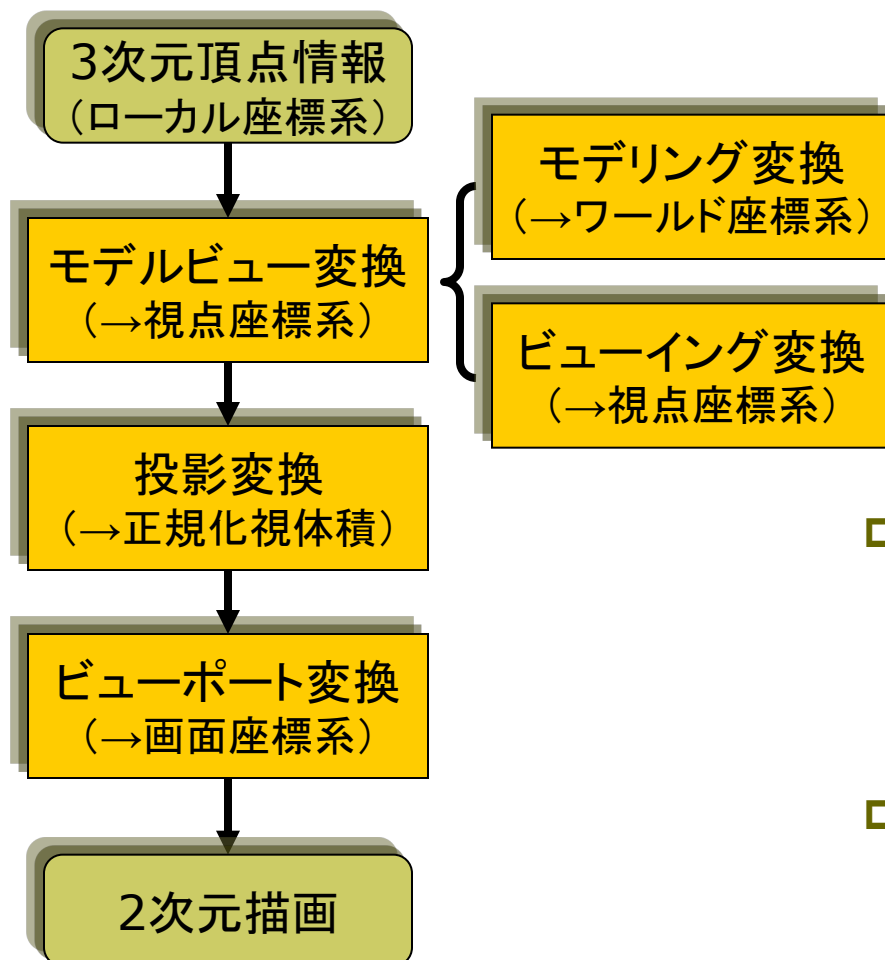 3次元頂点情報
（ローカル座標系）
モデルビュー変換
（→視点座標系）
モデリング変換
（→ワールド座標系）
ビューイング変換
（→視点座標系）
投影変換
（→正規化視体積）
ビューポート変換
（→画面座標系）
2次元描画